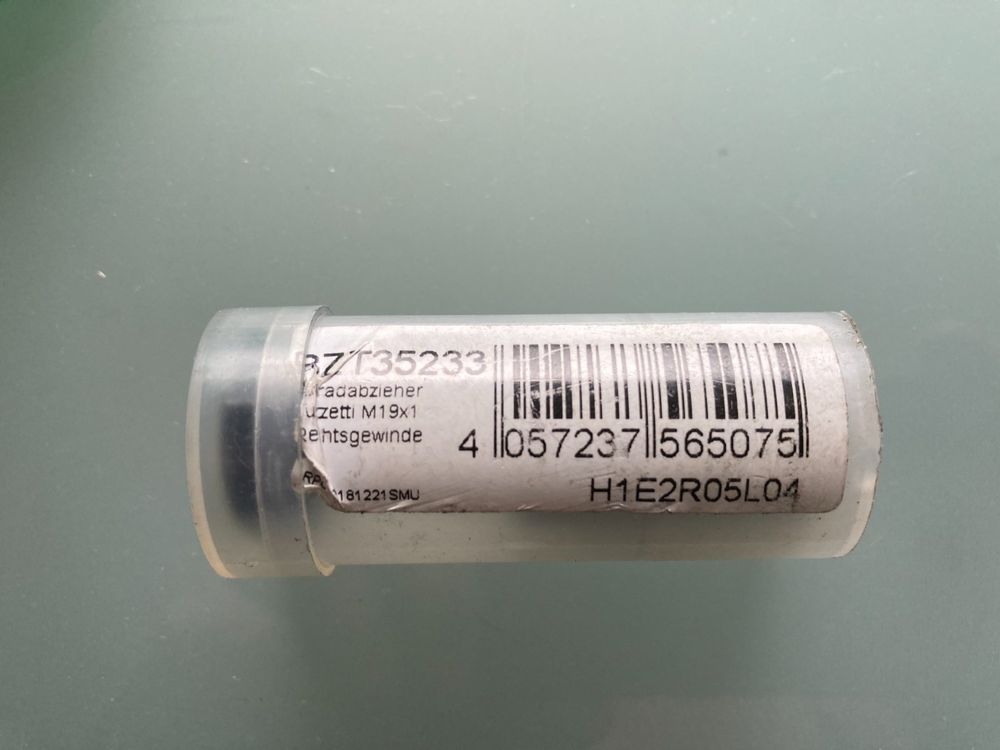 BZT35233
radabzieher
uzetti M19x1
Rehtsgewinde
181221SMU
4 057237 565075
H1E2R05L04